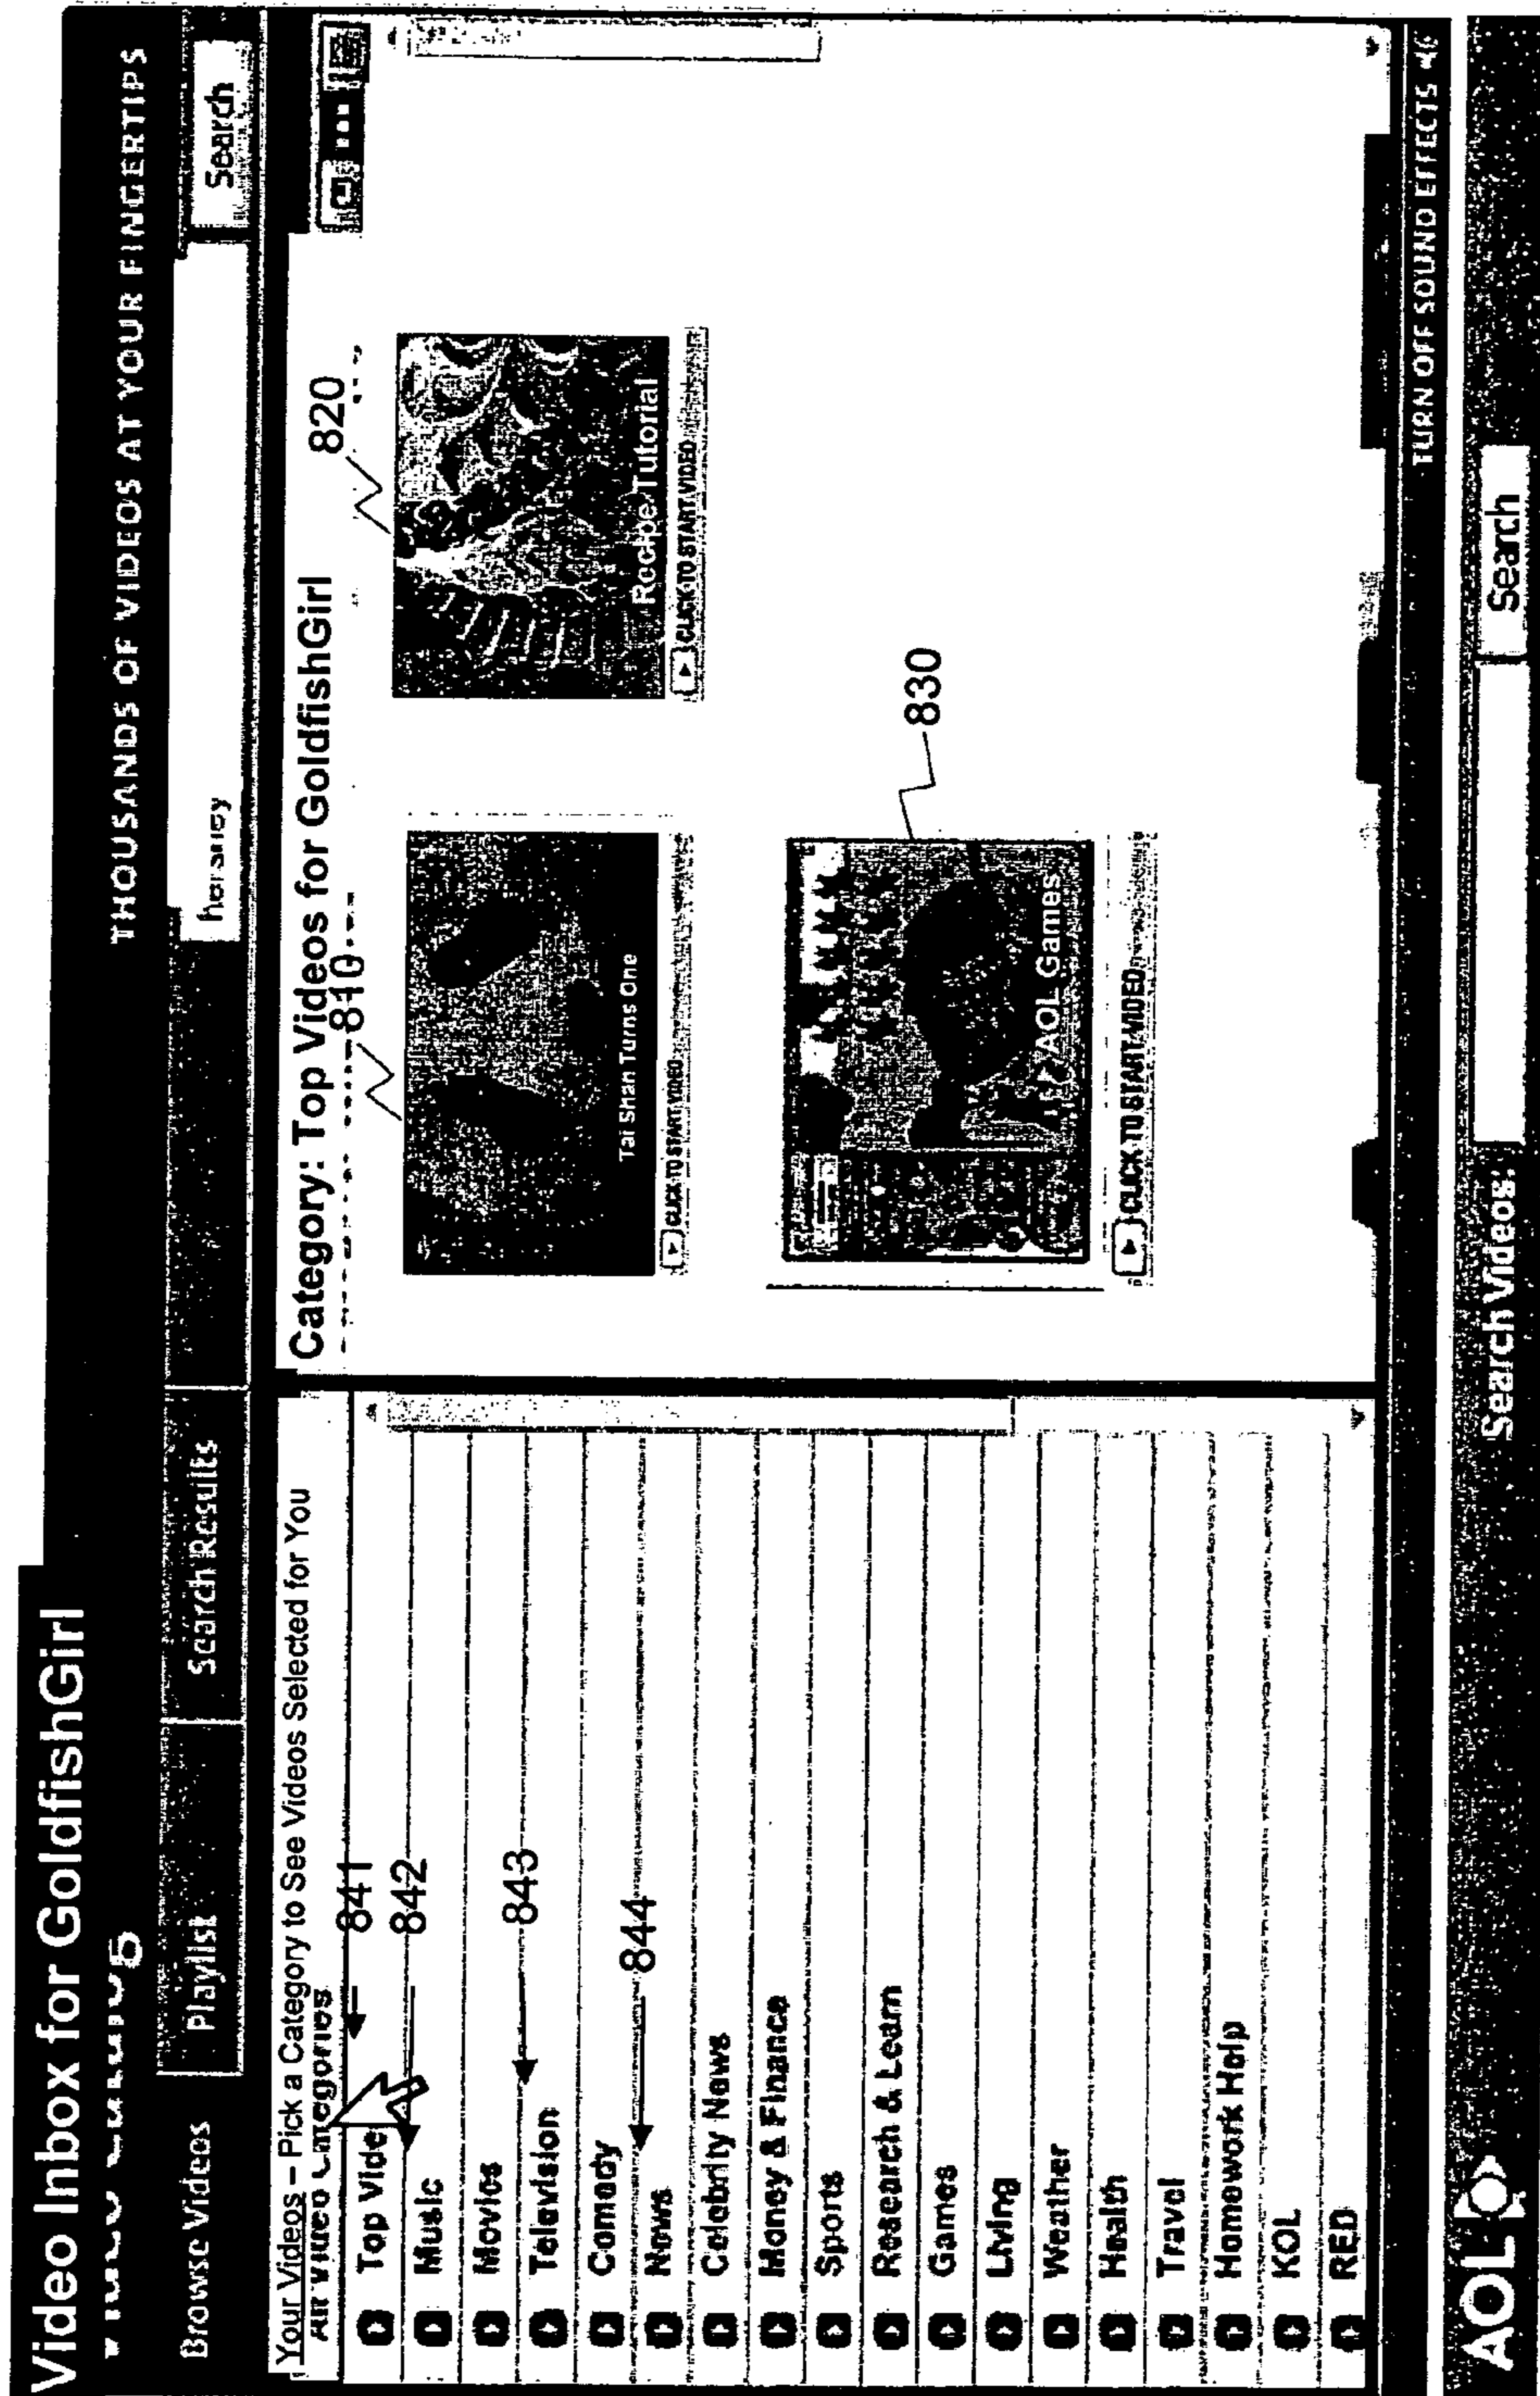 Video Inbox for GoldfishGirl
THOUSANDS OF VIDEOS AT YOUR FINGERTIPS
Browse Videos
Playlist
Search Results
Search
Your Videos – Pick a Category to See Videos Selected for You
All Video Categories
841
Top Vide
842
Music
Movies
843
Television
Comedy
844
News
Celebrity News
Money & Finance
Sports
Research & Learn
Games
Living
Weather
Health
Travel
Homework Help
KOL
RED
Category: Top Videos for GoldfishGirl
810
820
Tai Shan Turns One
CLICK TO START VIDEO
Recipe Tutorial
CLICK TO START VIDEO
830
AOL Games
CLICK TO START VIDEO
TURN OFF SOUND EFFECTS
AOL
Search Videos:
Search